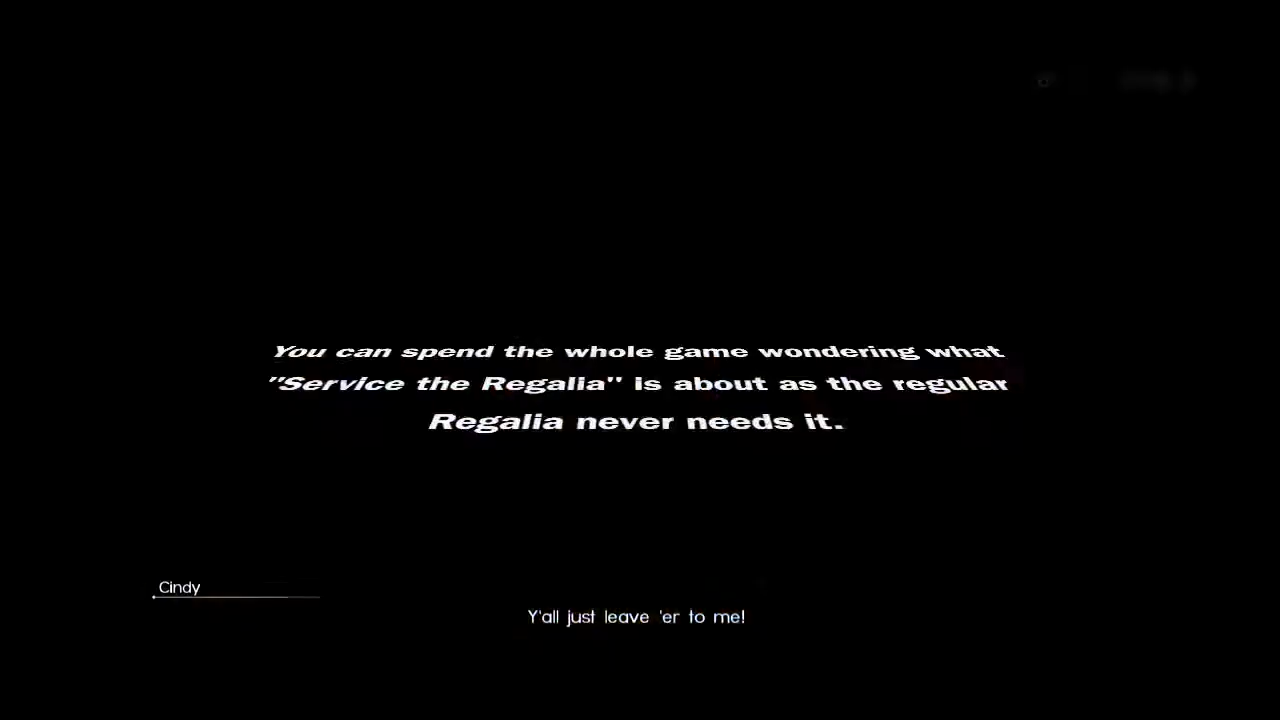 You can spend the whole game wondering what
"Service the Regalia" is about as the regular
Regalia never needs it.
Cindy
Y'all just leave 'er to me!